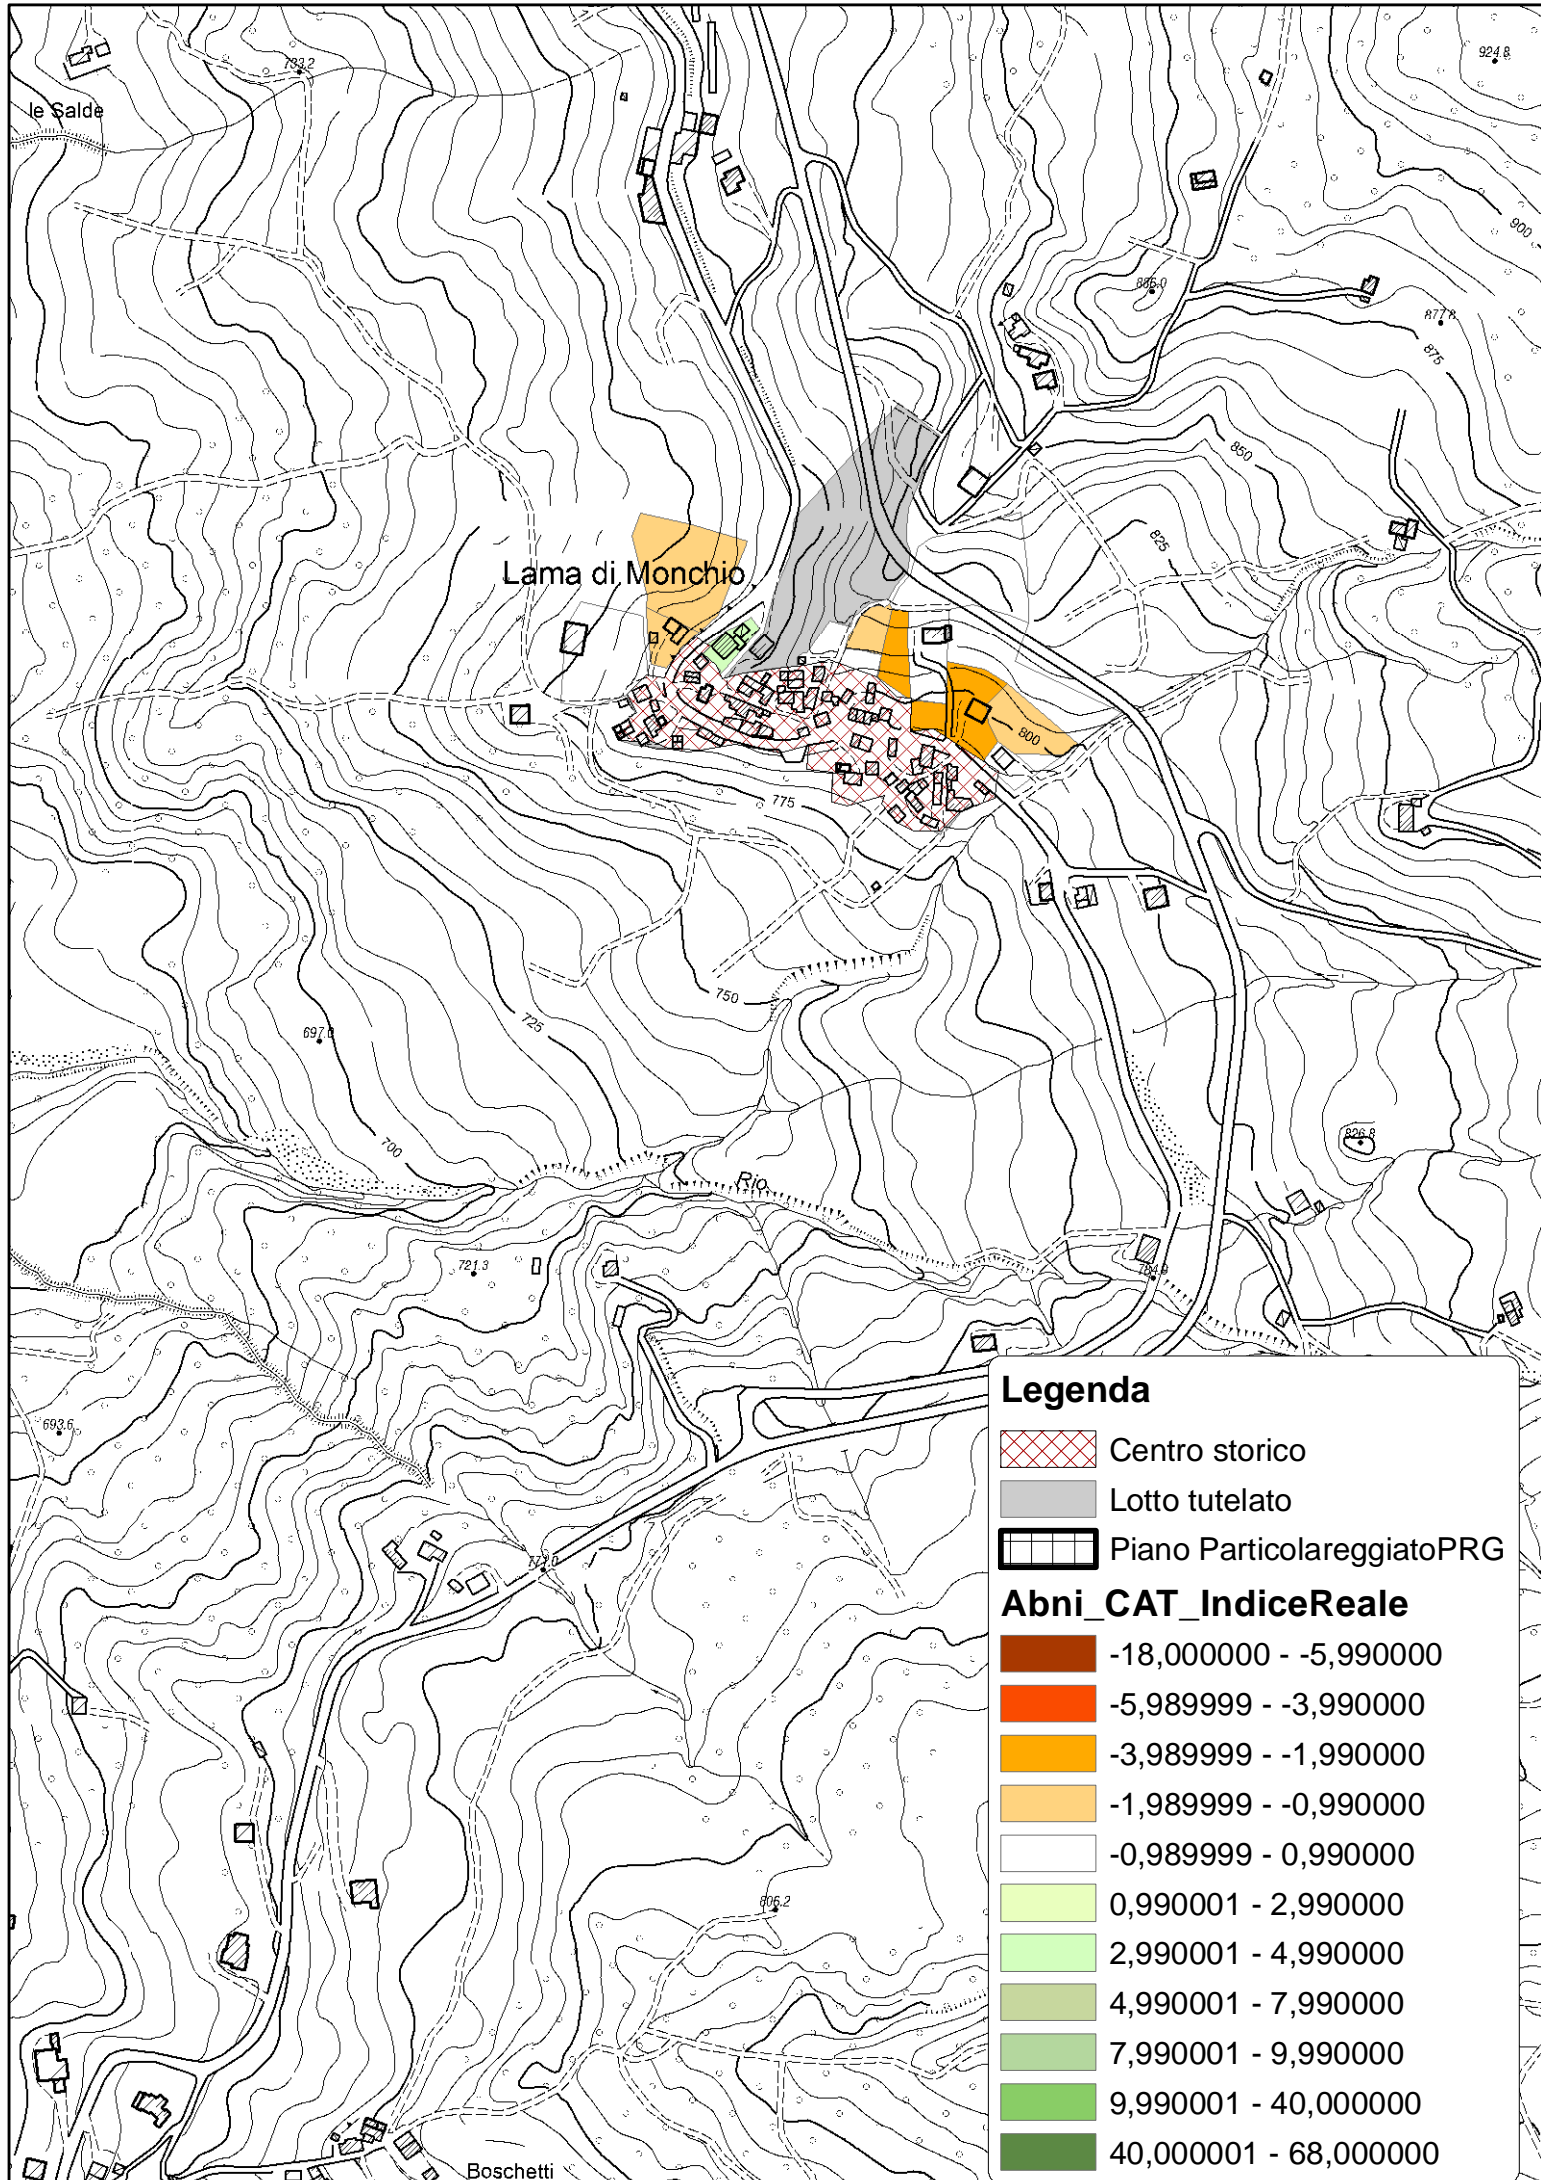 924.8
733.2
le Salde
900
886.0
877.8
875
850
825
Lama di Monchio
800
775
750
725
697.0
700
826.8
Rio
721.3
754.9
693.6
771.0
806.2
Boschetti
Legenda
Centro storico
Lotto tutelato
Piano ParticolareggiatoPRG
Abni_CAT_IndiceReale
-18,000000 - -5,990000
-5,989999 - -3,990000
-3,989999 - -1,990000
-1,989999 - -0,990000
-0,989999 - 0,990000
0,990001 - 2,990000
2,990001 - 4,990000
4,990001 - 7,990000
7,990001 - 9,990000
9,990001 - 40,000000
40,000001 - 68,000000